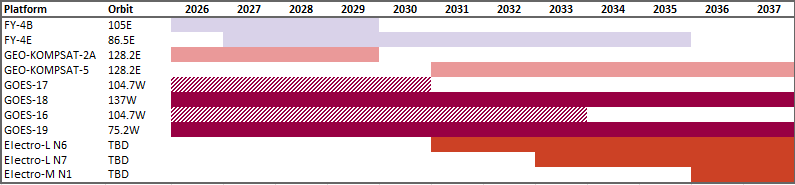 Platform Orbit 2026 2027 2028 2029 2030 2031 2032 2033 2034 2035 2036 2037
FY-4B 105E
FY-4E 86.5E
GEO-KOMPSAT-2A 128.2E
GEO-KOMPSAT-5 128.2E
GOES-17 104.7W
GOES-18 137W
GOES-16 104.7W
GOES-19 75.2W
Electro-L N6 TBD
Electro-L N7 TBD
Electro-M N1 TBD